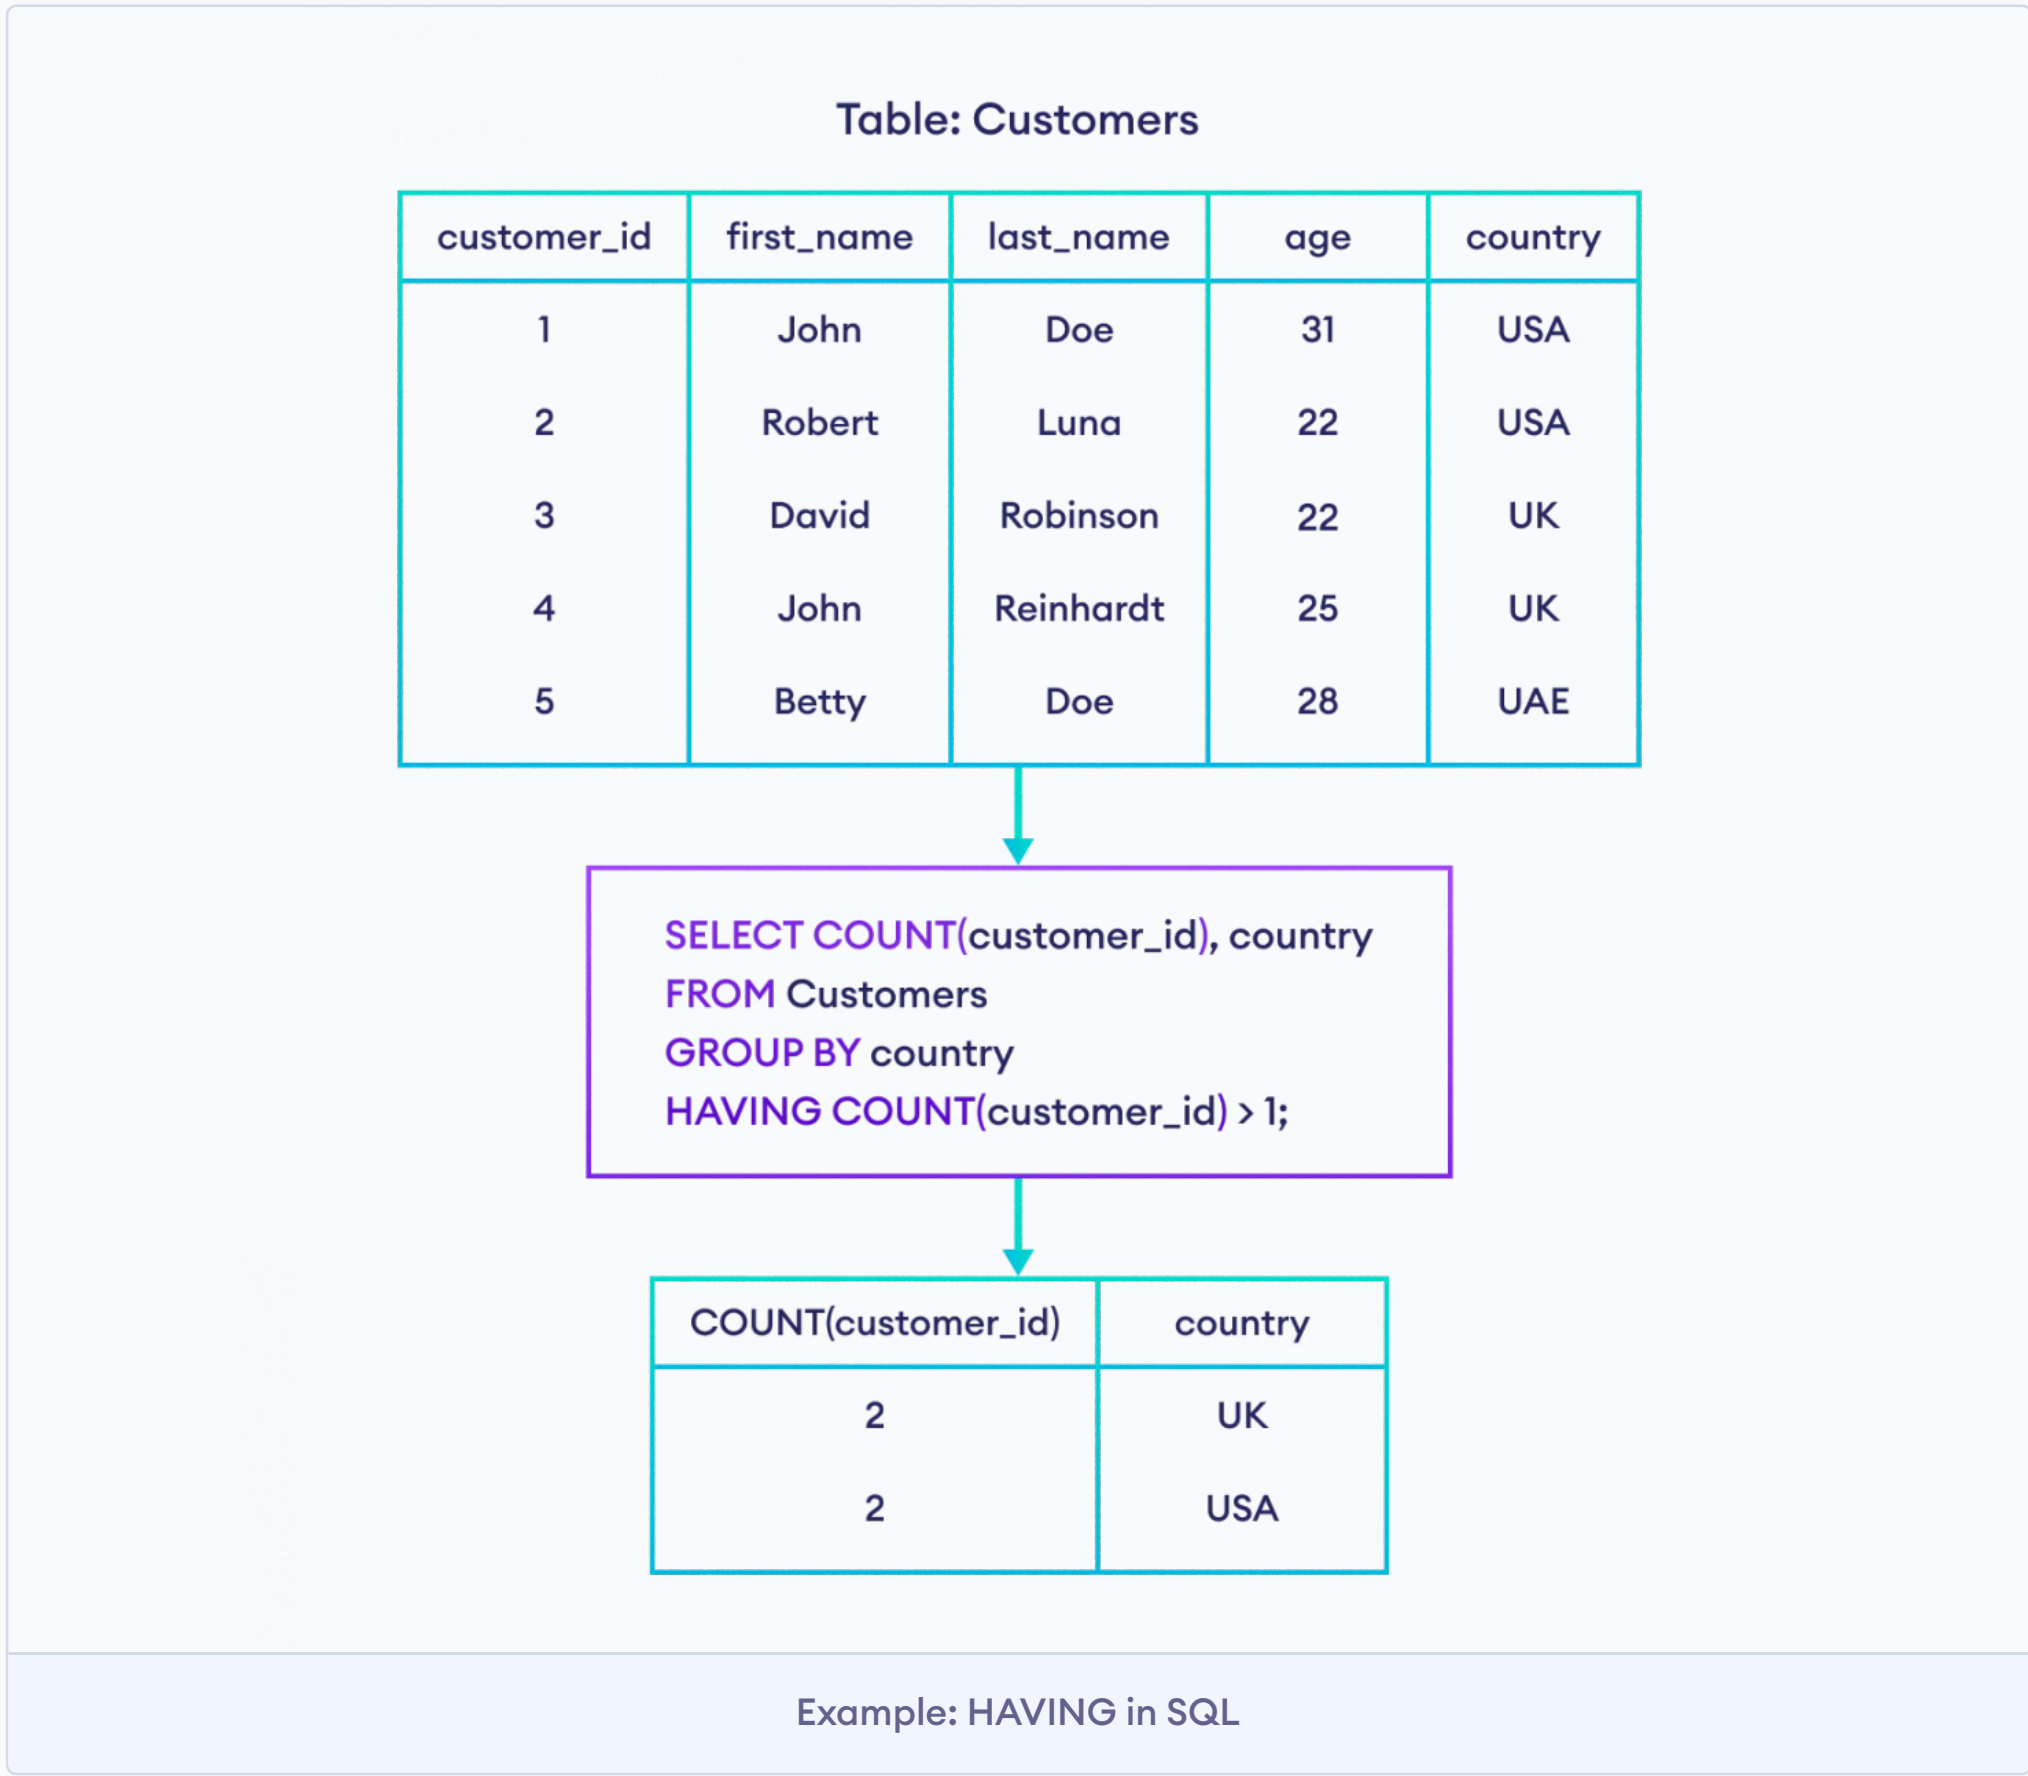 Table: Customers
customer_id first_name last_name age country
1 John Doe 31 USA
2 Robert Luna 22 USA
3 David Robinson 22 UK
4 John Reinhardt 25 UK
5 Betty Doe 28 UAE
SELECT COUNT(customer_id), country
FROM Customers
GROUP BY country
HAVING COUNT(customer_id) > 1;
COUNT(customer_id) country
2 UK
2 USA
Example: HAVING in SQL